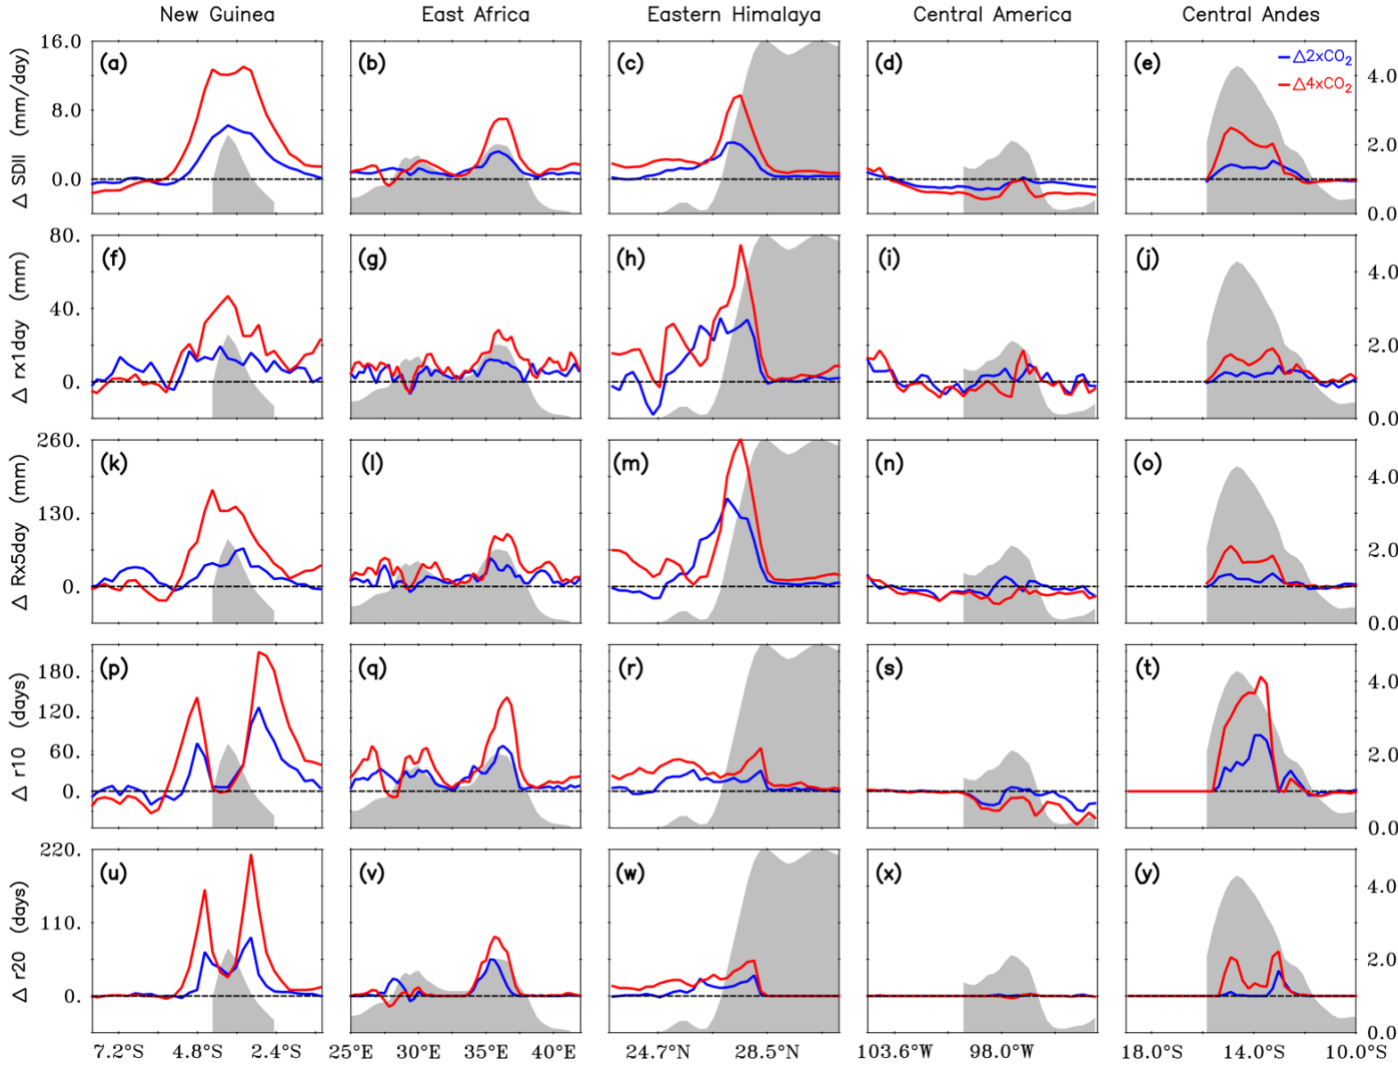 New Guinea East Africa Eastern Himalaya Central America Central Andes
Δ SDII (mm/day)
16.0
8.0
0.0
(a) (b) (c) (d) (e)
Δ2xCO₂
Δ4xCO₂
4.0
2.0
0.0
Δ rx1day (mm)
80.
40.
0.
(f) (g) (h) (i) (j)
4.0
2.0
0.0
Δ Rx5day (mm)
260.
130.
0.
(k) (l) (m) (n) (o)
4.0
2.0
0.0
Δ r10 (days)
180.
120.
60.
0.
(p) (q) (r) (s) (t)
4.0
2.0
0.0
Δ r20 (days)
220.
110.
0.
(u) (v) (w) (x) (y)
4.0
2.0
0.0
7.2°S 4.8°S 2.4°S 25°E 30°E 35°E 40°E 24.7°N 28.5°N 103.6°W 98.0°W 18.0°S 14.0°S 10.0°S